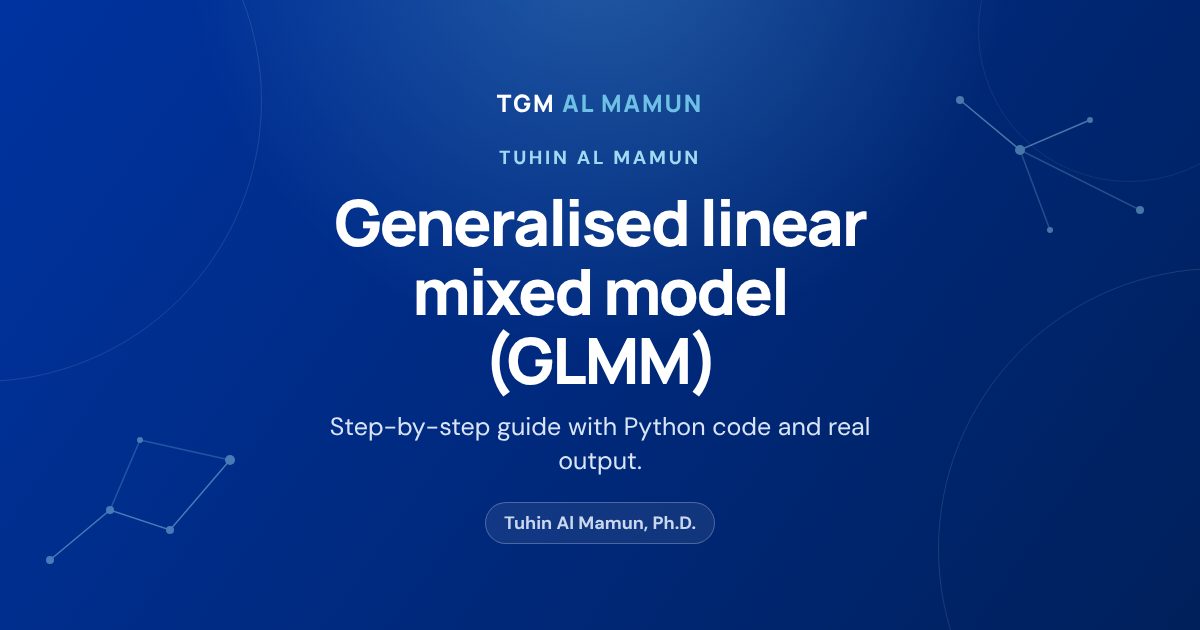 TGM AL MAMUN
TUHIN AL MAMUN
Generalised linear
mixed model
(GLMM)
Step-by-step guide with Python code and real
output.
Tuhin Al Mamun, Ph.D.